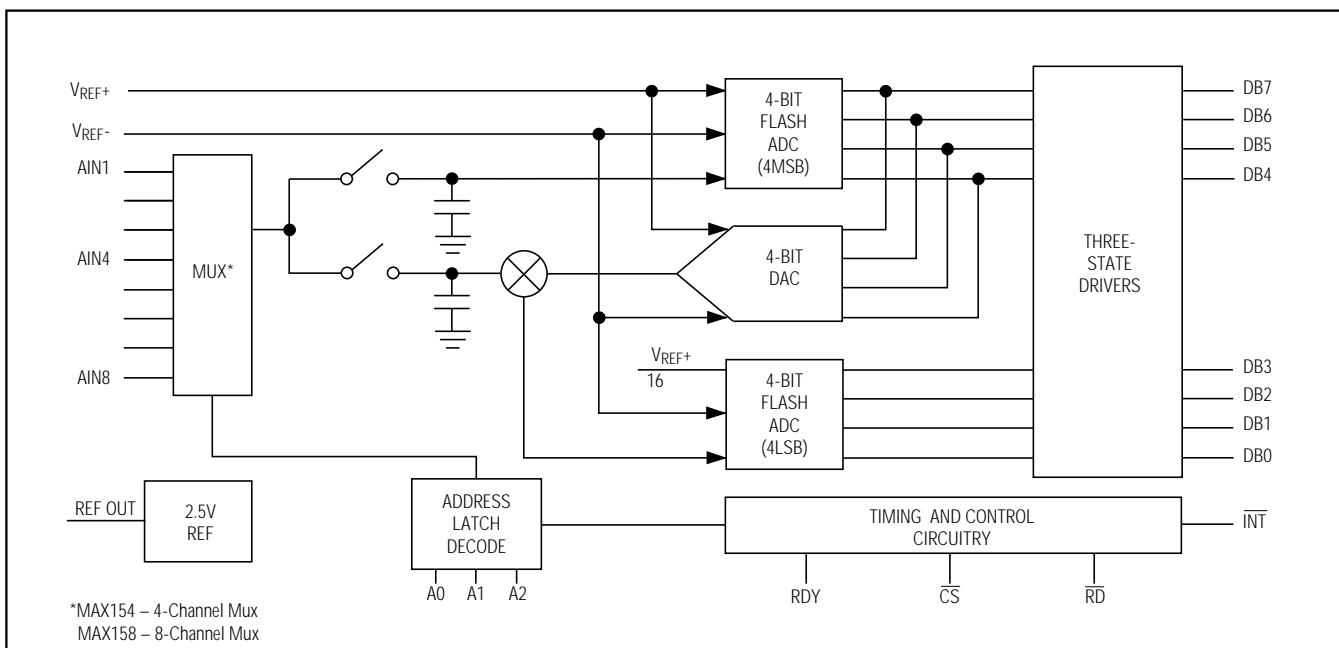 VREF+
VREF-
AIN1
AIN4
AIN8
MUX*
4-BIT
FLASH
ADC
(4MSB)
4-BIT
DAC
VREF+
16
4-BIT
FLASH
ADC
(4LSB)
THREE-
STATE
DRIVERS
DB7
DB6
DB5
DB4
DB3
DB2
DB1
DB0
REF OUT
2.5V
REF
ADDRESS
LATCH
DECODE
A0 A1 A2
TIMING AND CONTROL
CIRCUITRY
INT
RDY CS RD
*MAX154 – 4-Channel Mux
MAX158 – 8-Channel Mux